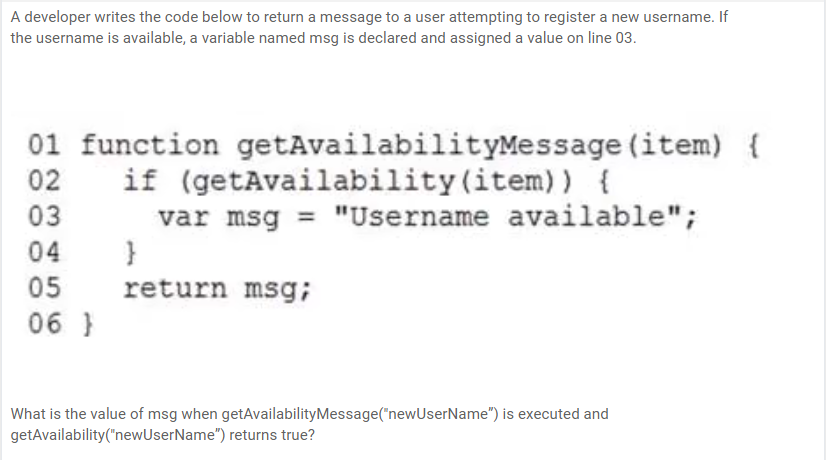 A developer writes the code below to return a message to a user attempting to register a new username. If
the username is available, a variable named msg is declared and assigned a value on line 03.
01 function getAvailabilityMessage(item) {
02 if (getAvailability(item)) {
03 var msg = "Username available";
04 }
05 return msg;
06 }
What is the value of msg when getAvailabilityMessage("newUserName”) is executed and
getAvailability("newUserName”) returns true?